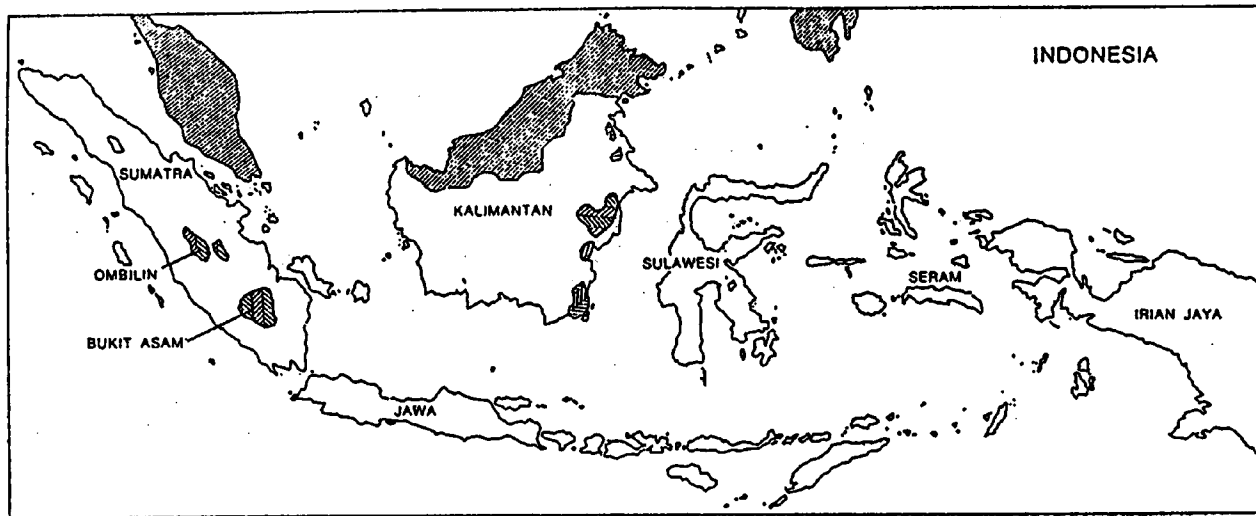 INDONESIA
SUMATRA
KALIMANTAN
OMBILIN
SULAWESI
SERAM
IRIAN JAYA
BUKIT ASAM
JAWA